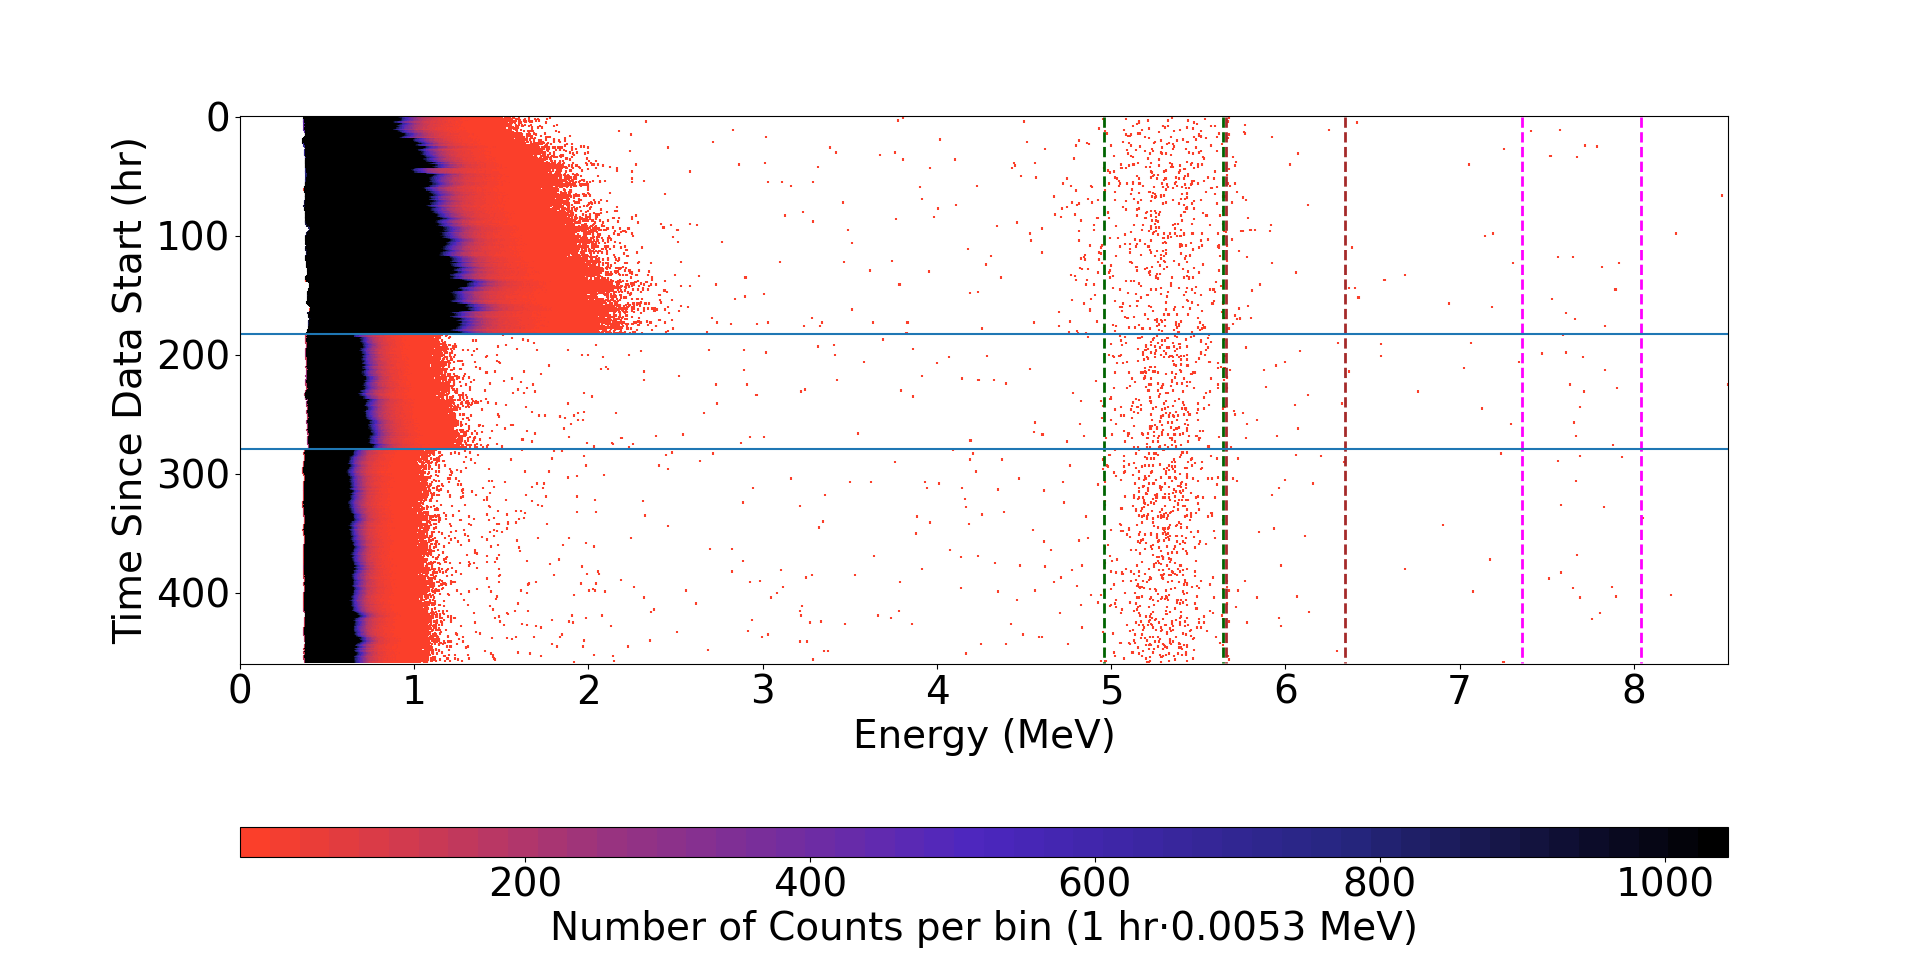 0
100
200
300
400
Time Since Data Start (hr)
0 1 2 3 4 5 6 7 8
Energy (MeV)
200 400 600 800 1000
Number of Counts per bin (1 hr·0.0053 MeV)